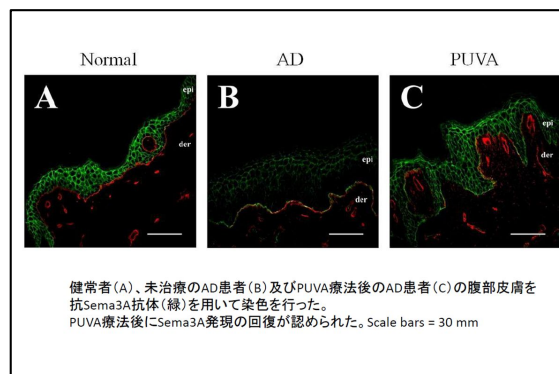 Normal AD PUVA
A B C
epi epi epi
der der der
健常者(A)、未治療のAD患者(B)及びPUVA療法後のAD患者(C)の腹部皮膚を
抗Sema3A抗体(緑)を用いて染色を行った。
PUVA療法後にSema3A発現の回復が認められた。Scale bars = 30 mm